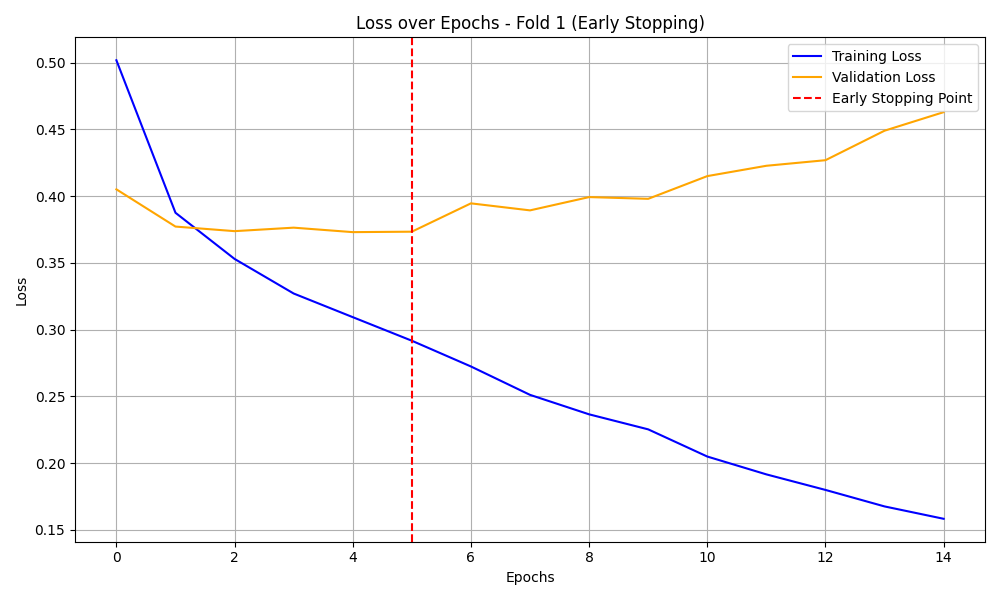 Loss over Epochs - Fold 1 (Early Stopping)
Training Loss
Validation Loss
Early Stopping Point
Loss
0.50
0.45
0.40
0.35
0.30
0.25
0.20
0.15
0 2 4 6 8 10 12 14
Epochs